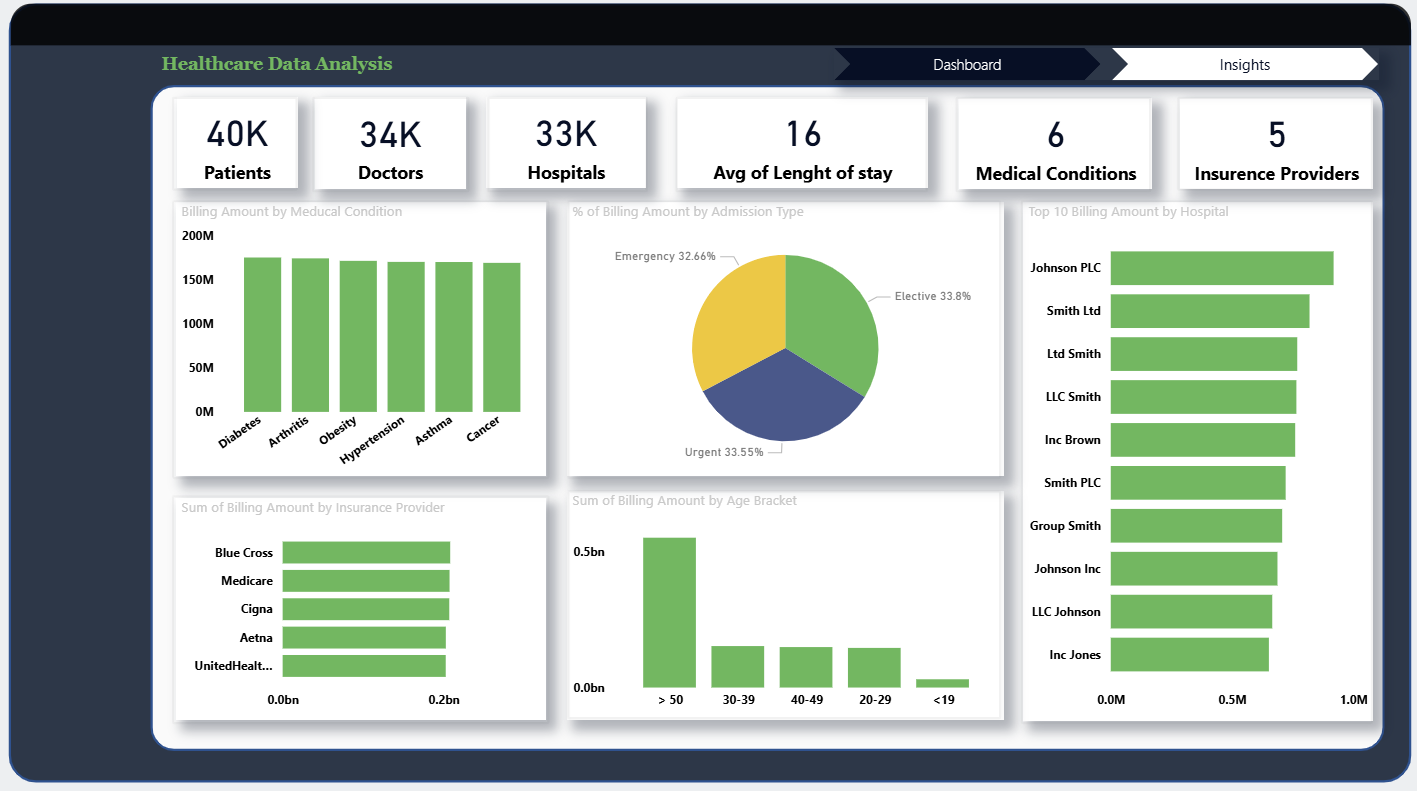 Healthcare Data Analysis
Dashboard
Insights
40K
Patients
34K
Doctors
33K
Hospitals
16
Avg of Lenght of stay
6
Medical Conditions
5
Insurence Providers
Billing Amount by Meducal Condition
200M
150M
100M
50M
0M
Diabetes
Arthritis
Obesity
Hypertension
Asthma
Cancer
% of Billing Amount by Admission Type
Emergency 32.66%
Elective 33.8%
Urgent 33.55%
Top 10 Billing Amount by Hospital
Johnson PLC
Smith Ltd
Ltd Smith
LLC Smith
Inc Brown
Smith PLC
Group Smith
Johnson Inc
LLC Johnson
Inc Jones
0.0M
0.5M
1.0M
Sum of Billing Amount by Insurance Provider
Blue Cross
Medicare
Cigna
Aetna
UnitedHealt...
0.0bn
0.2bn
Sum of Billing Amount by Age Bracket
0.5bn
0.0bn
> 50
30-39
40-49
20-29
<19